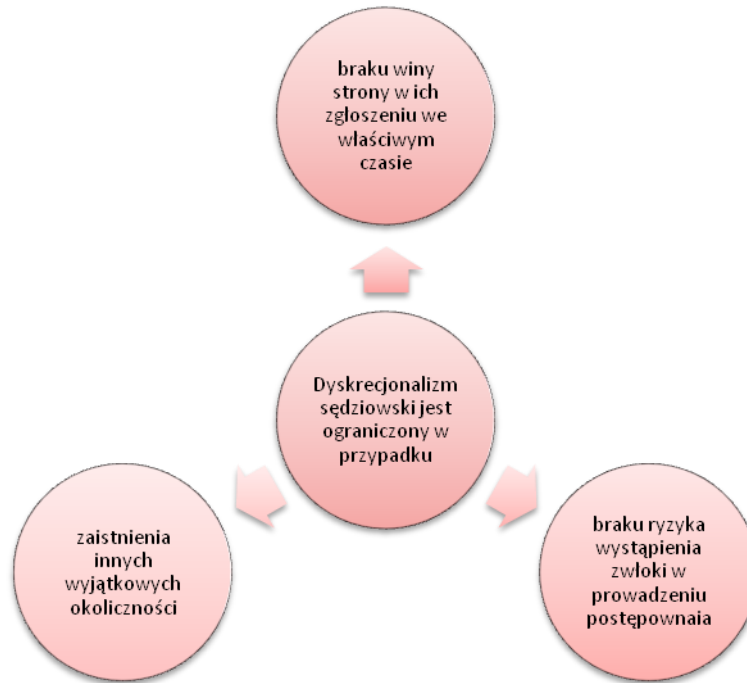 braku winy
strony w ich
zgłoszeniu we
właściwym
czasie
Dyskrecjonalizm
sędziowski jest
ograniczony w
przypadku
zaistnienia
innych
wyjątkowych
okoliczności
braku ryzyka
wystąpienia
zwłoki w
prowadzeniu
postępownaia